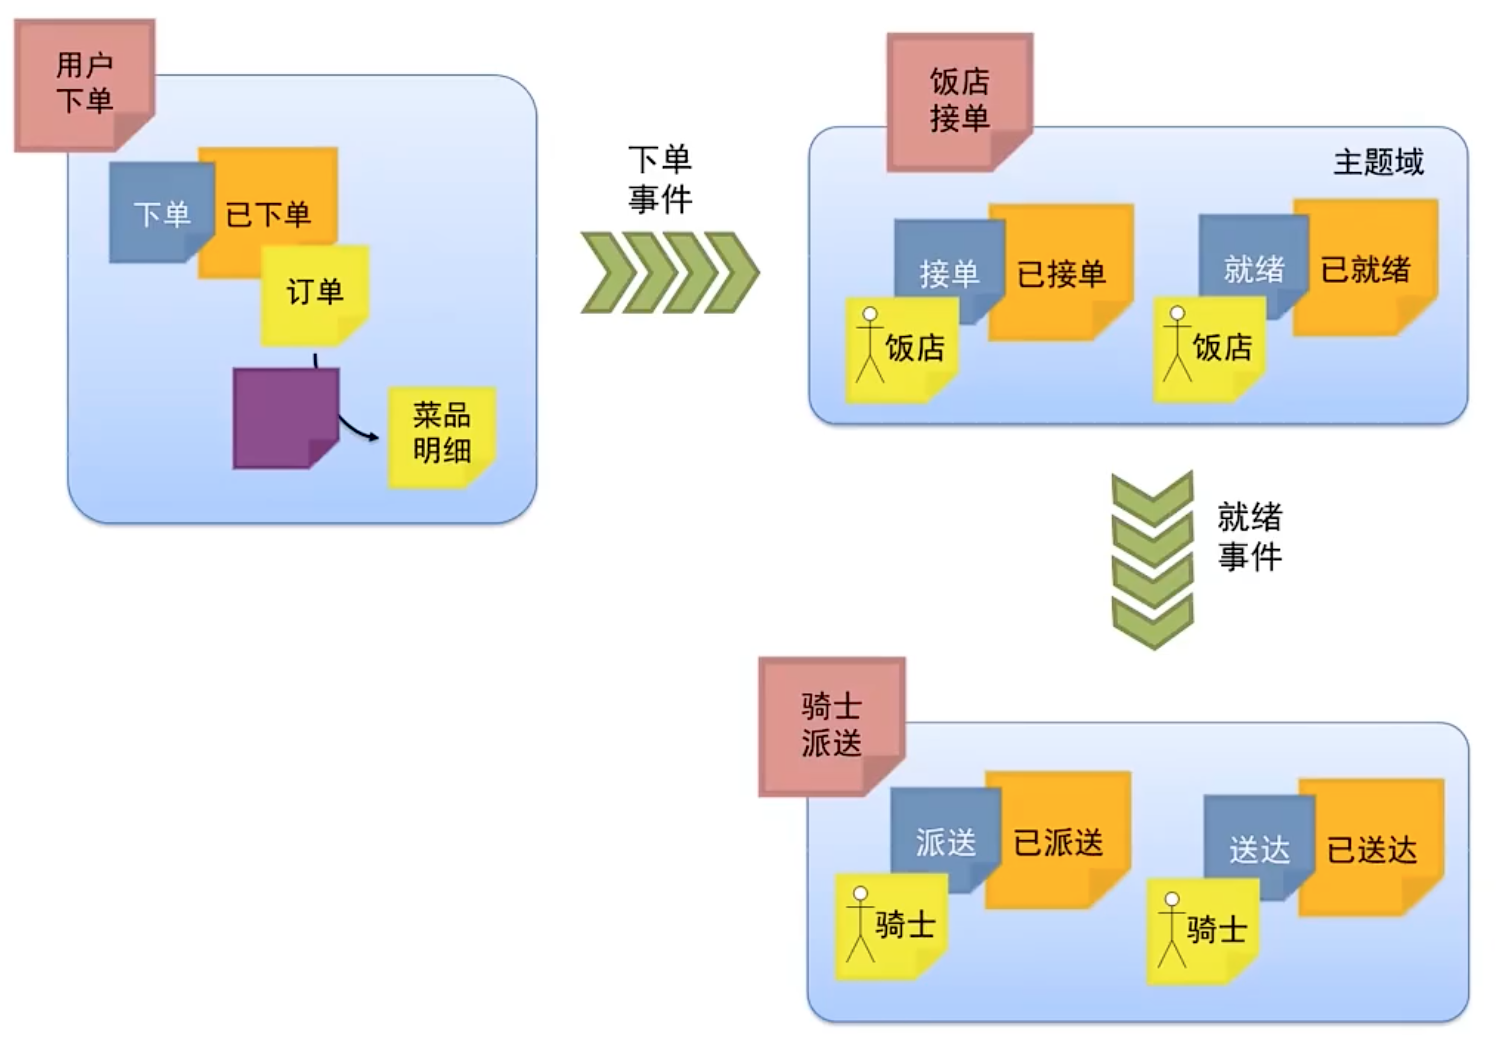 用户
下单
下单
已下单
订单
菜品
明细
下单
事件
饭店
接单
主题域
接单
已接单
饭店
就绪
已就绪
饭店
就绪
事件
骑士
派送
派送
已派送
骑士
送达
已送达
骑士